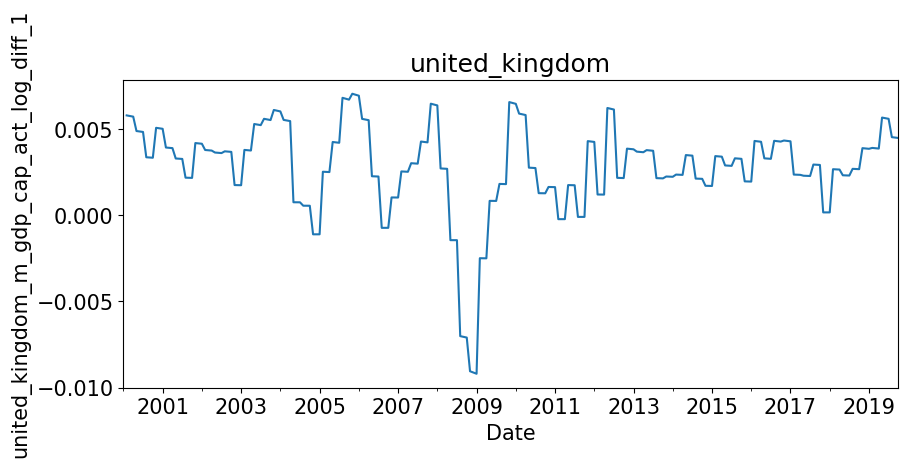 united_kingdom
united_kingdom_m_gdp_cap_act_log_diff_1
0.005
0.000
−0.005
−0.010
2001 2003 2005 2007 2009 2011 2013 2015 2017 2019
Date